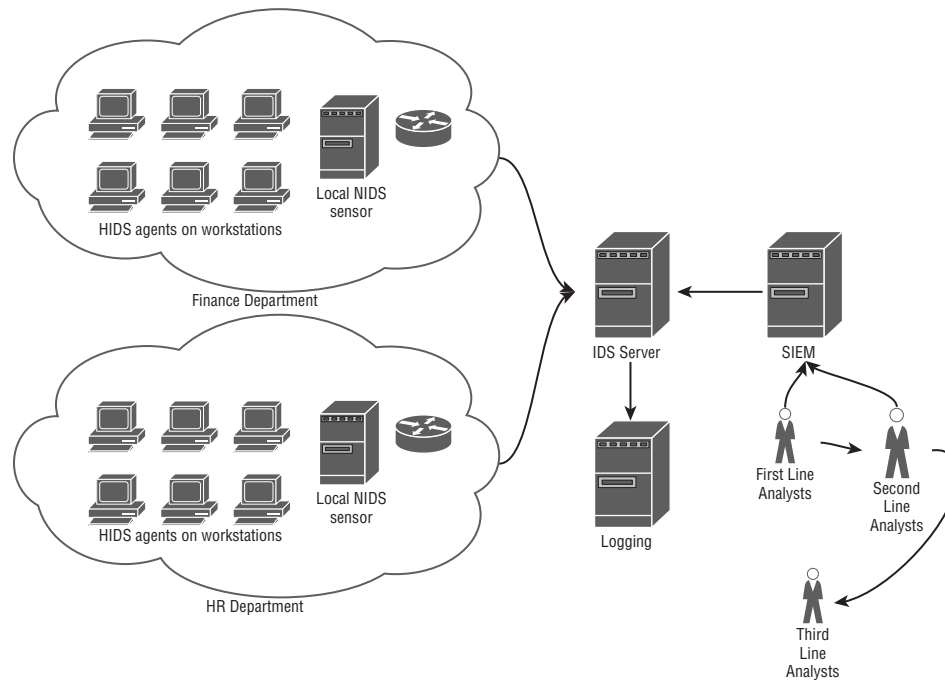 Local NIDS
sensor
HIDS agents on workstations
Finance Department
IDS Server
SIEM
Local NIDS
sensor
HIDS agents on workstations
HR Department
Logging
First Line
Analysts
Second
Line
Analysts
Third
Line
Analysts